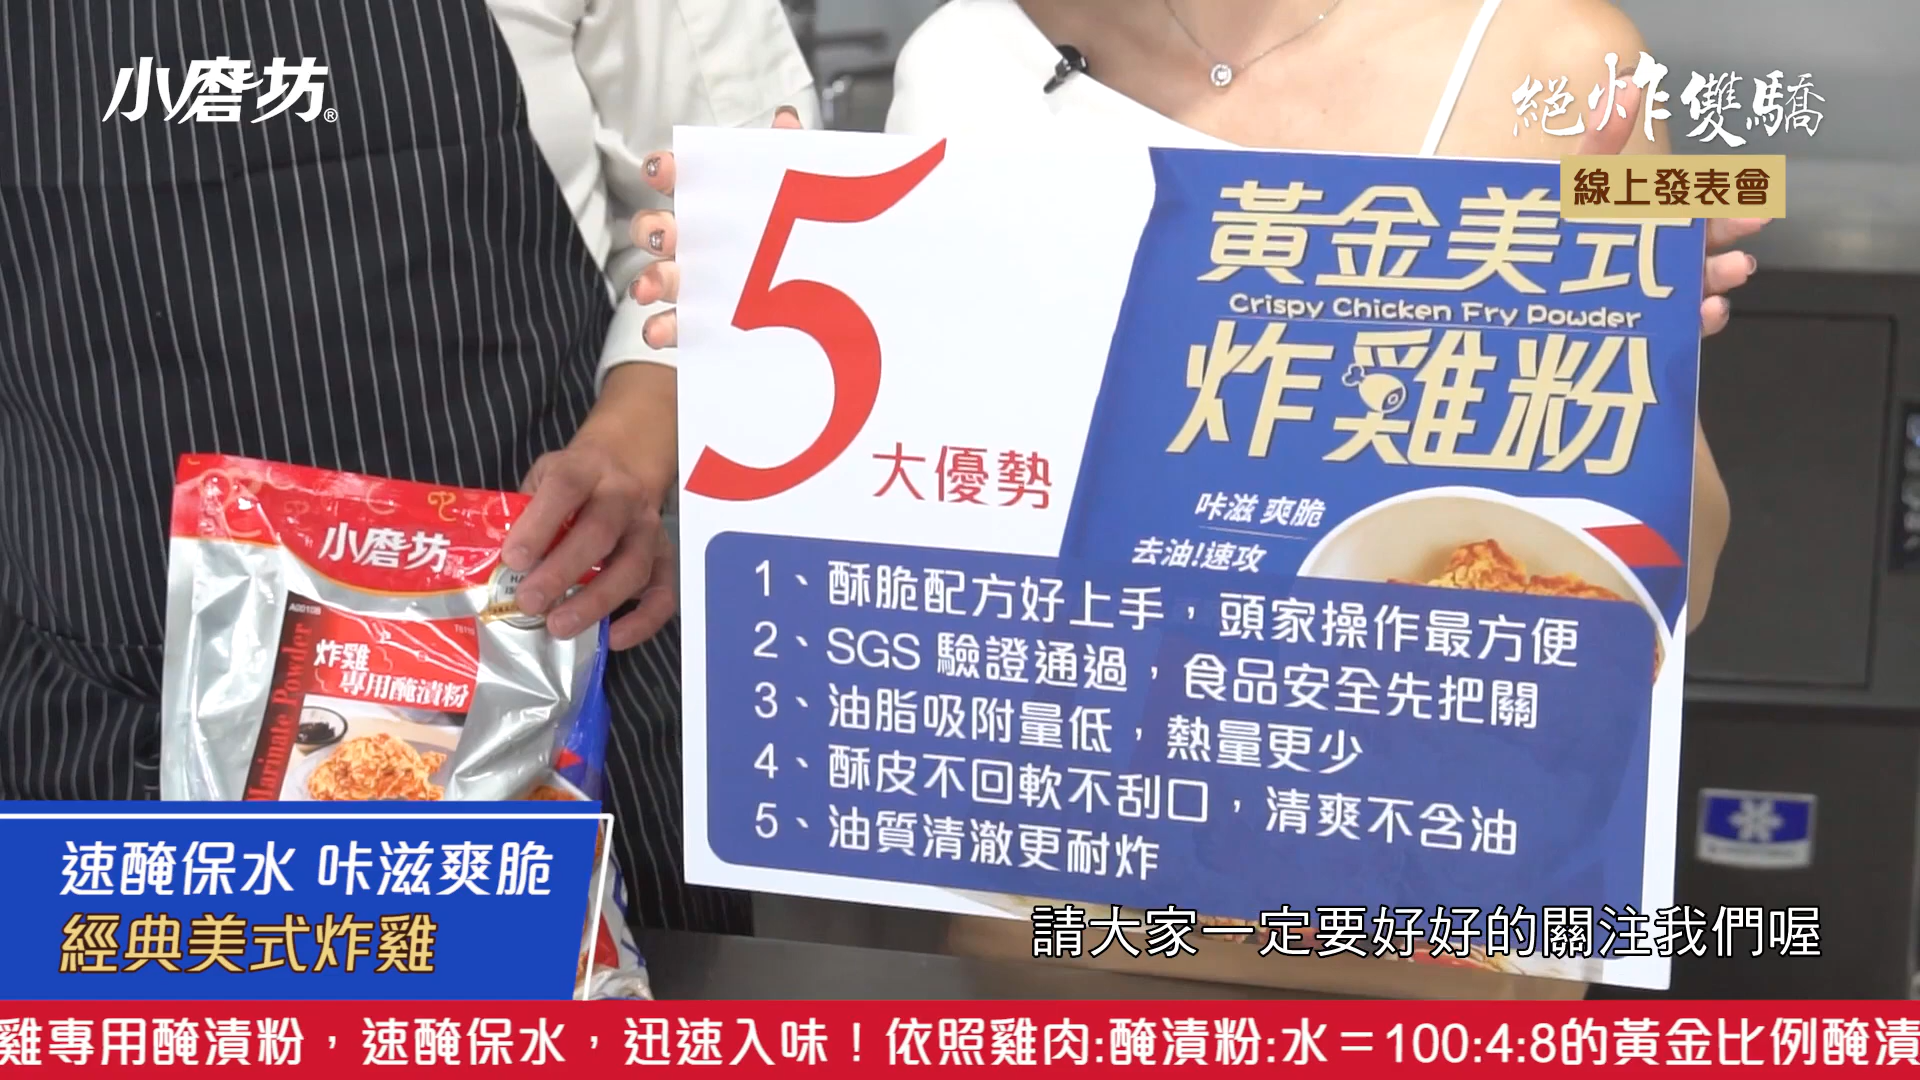 小磨坊®
絕炸雙驕
線上發表會
5大優勢
黃金美式
Crispy Chicken Fry Powder
炸雞粉
咔滋 爽脆
去油!速攻
1、酥脆配方好上手，頭家操作最方便
2、SGS 驗證通過，食品安全先把關
3、油脂吸附量低，熱量更少
4、酥皮不回軟不刮口，清爽不含油
5、油質清澈更耐炸
小磨坊
炸雞
專用醃漬粉
Marinate Powder
速醃保水 咔滋爽脆
經典美式炸雞
請大家一定要好好的關注我們喔
雞專用醃漬粉，速醃保水，迅速入味！依照雞肉:醃漬粉:水＝100:4:8的黃金比例醃漬